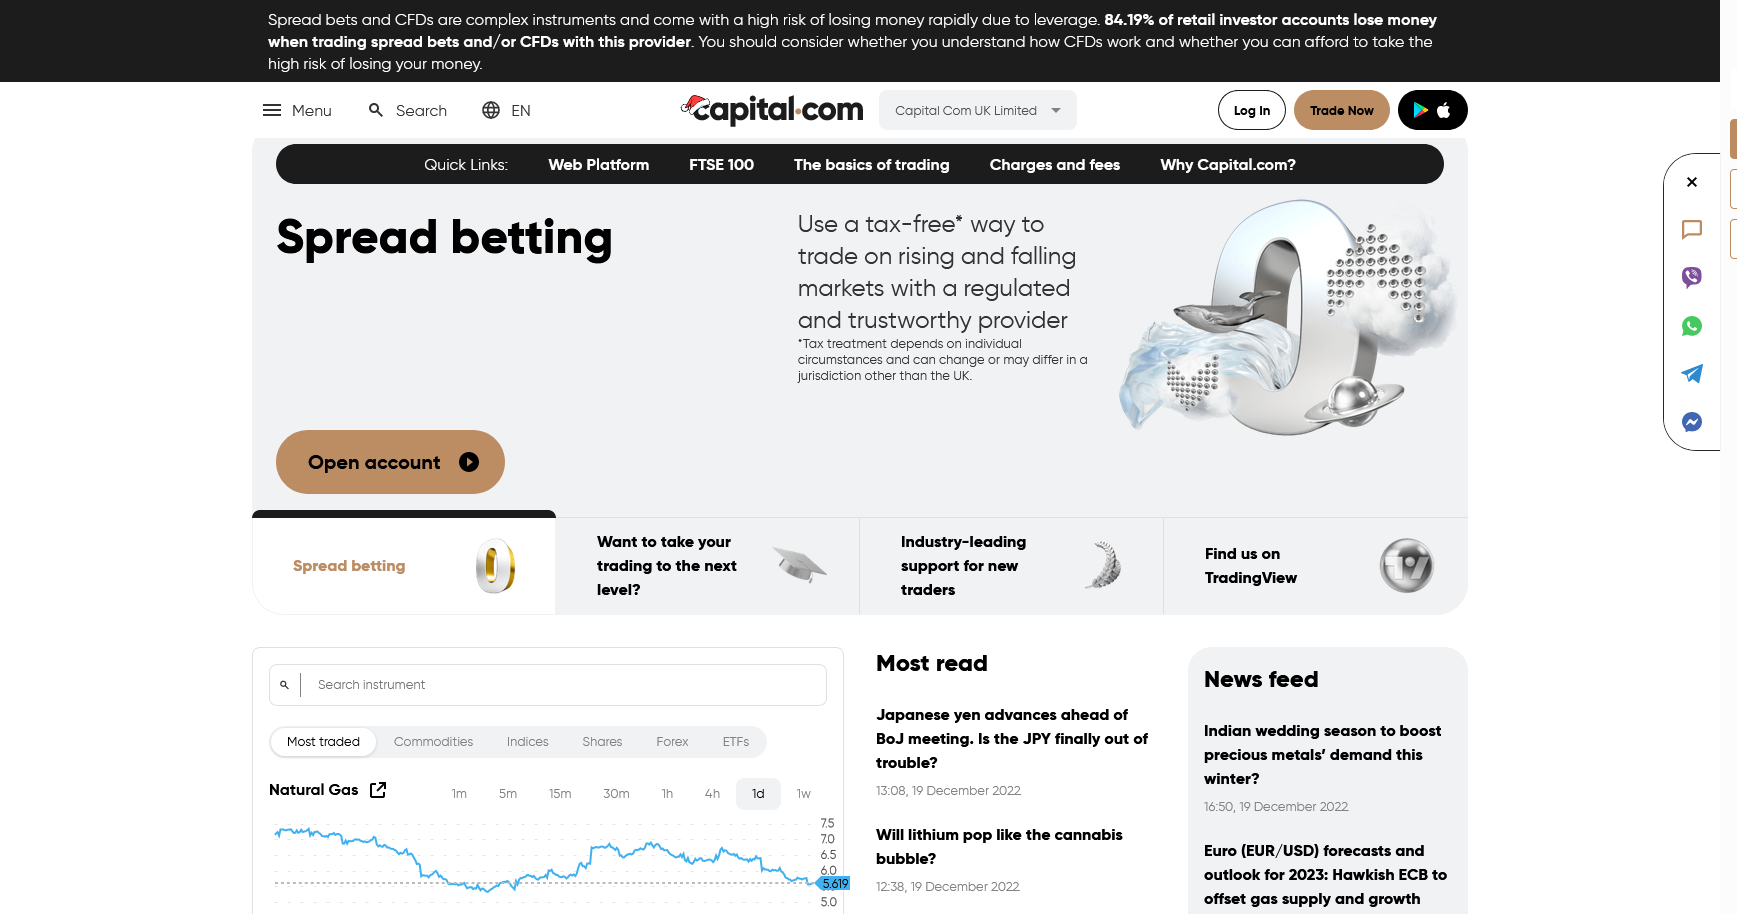 Spread bets and CFDs are complex instruments and come with a high risk of losing money rapidly due to leverage. 84.19% of retail investor accounts lose money
when trading spread bets and/or CFDs with this provider. You should consider whether you understand how CFDs work and whether you can afford to take the
high risk of losing your money.
Menu
Search
EN
capital.com
Capital Com UK Limited
Log In
Trade Now
Quick Links:
Web Platform
FTSE 100
The basics of trading
Charges and fees
Why Capital.com?
Spread betting
Use a tax-free* way to
trade on rising and falling
markets with a regulated
and trustworthy provider
*Tax treatment depends on individual
circumstances and can change or may differ in a
jurisdiction other than the UK.
Open account
Spread betting
Want to take your
trading to the next
level?
Industry-leading
support for new
traders
Find us on
TradingView
Search instrument
Most traded
Commodities
Indices
Shares
Forex
ETFs
Natural Gas
1m
5m
15m
30m
1h
4h
1d
1w
7.5
7.0
6.5
6.0
5.619
5.0
Most read
Japanese yen advances ahead of
BoJ meeting. Is the JPY finally out of
trouble?
13:08, 19 December 2022
Will lithium pop like the cannabis
bubble?
12:38, 19 December 2022
News feed
Indian wedding season to boost
precious metals' demand this
winter?
16:50, 19 December 2022
Euro (EUR/USD) forecasts and
outlook for 2023: Hawkish ECB to
offset gas supply and growth